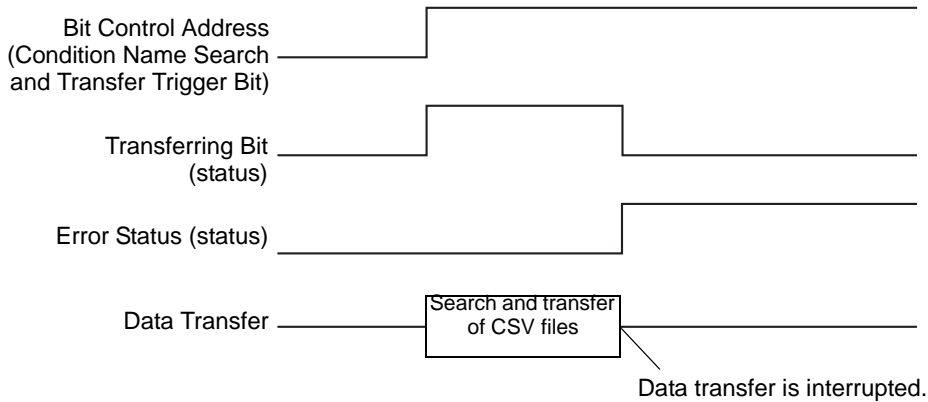 Bit Control Address
(Condition Name Search
and Transfer Trigger Bit)
Transferring Bit
(status)
Error Status (status)
Data Transfer
Search and transfer
of CSV files
Data transfer is interrupted.